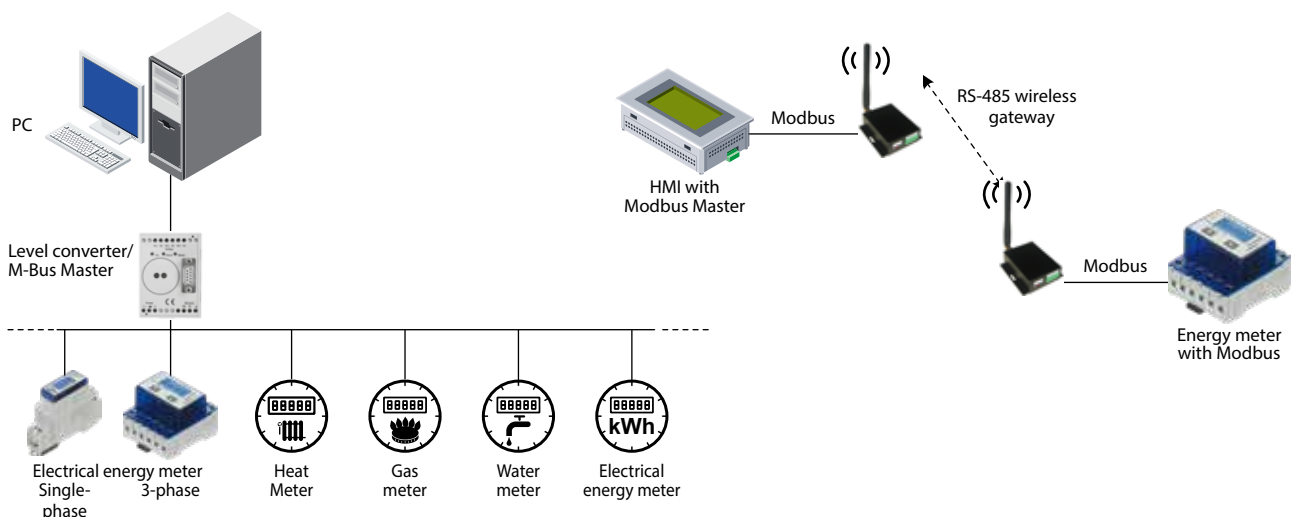 PC
Level converter/
M-Bus Master
Electrical energy meter
Single-
phase
3-phase
Heat
Meter
Gas
meter
Water
meter
kWh
Electrical
energy meter
HMI with
Modbus Master
Modbus
RS-485 wireless
gateway
Modbus
Energy meter
with Modbus